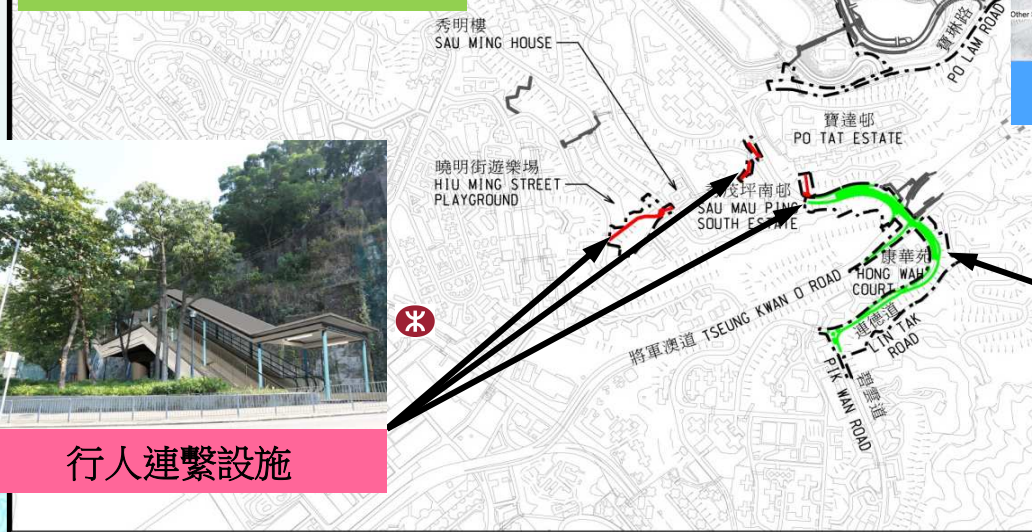 秀明樓
SAU MING HOUSE
曉明街遊樂場
HIU MING STREET
PLAYGROUND
寶琳路
PO LAM ROAD
Other
寶達邨
PO TAT ESTATE
秀茂坪南邨
SAU MAU PING
SOUTH ESTATE
康華苑
HONG WAH
COURT
將軍澳道 TSEUNG KWAN O ROAD
連德道
LIN TAK
ROAD
碧雲道
PIK WAN ROAD
行人連繫設施